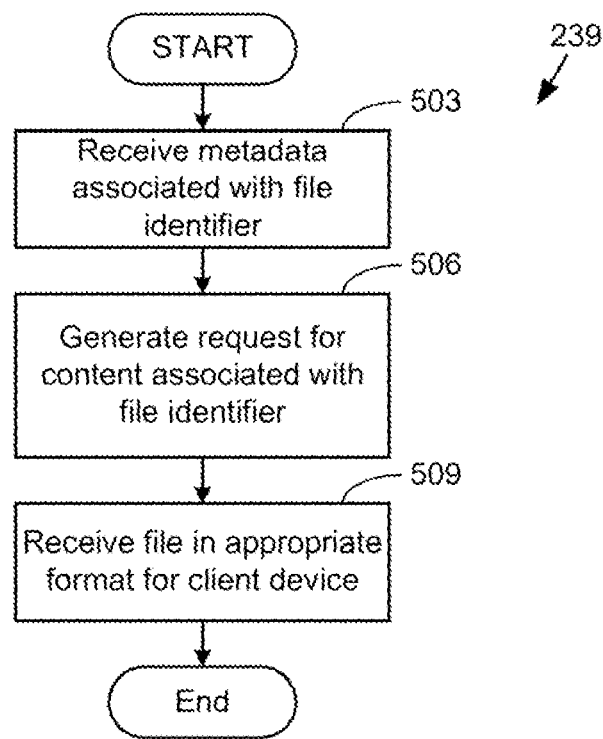 START
239
503
Receive metadata
associated with file
identifier
506
Generate request for
content associated with
file identifier
509
Receive file in appropriate
format for client device
End